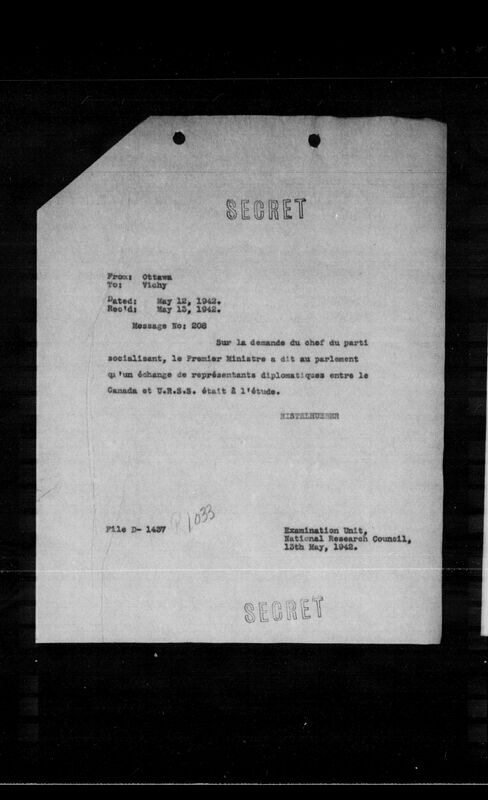 SECRET
From: Ottawa
To: Vichy
Dated: May 12, 1942.
Rec'd: May 13, 1942.
Message No: 208
Sur la demande du chef du parti
socialisant, le Premier Ministre a dit au parlement
qu'un échange de représentants diplomatiques entre le
Canada et U.R.S.S. était à l'étude.
RISTELHUEBER
File D- 1437
1033
Examination Unit,
National Research Council,
13th May, 1942.
SECRET